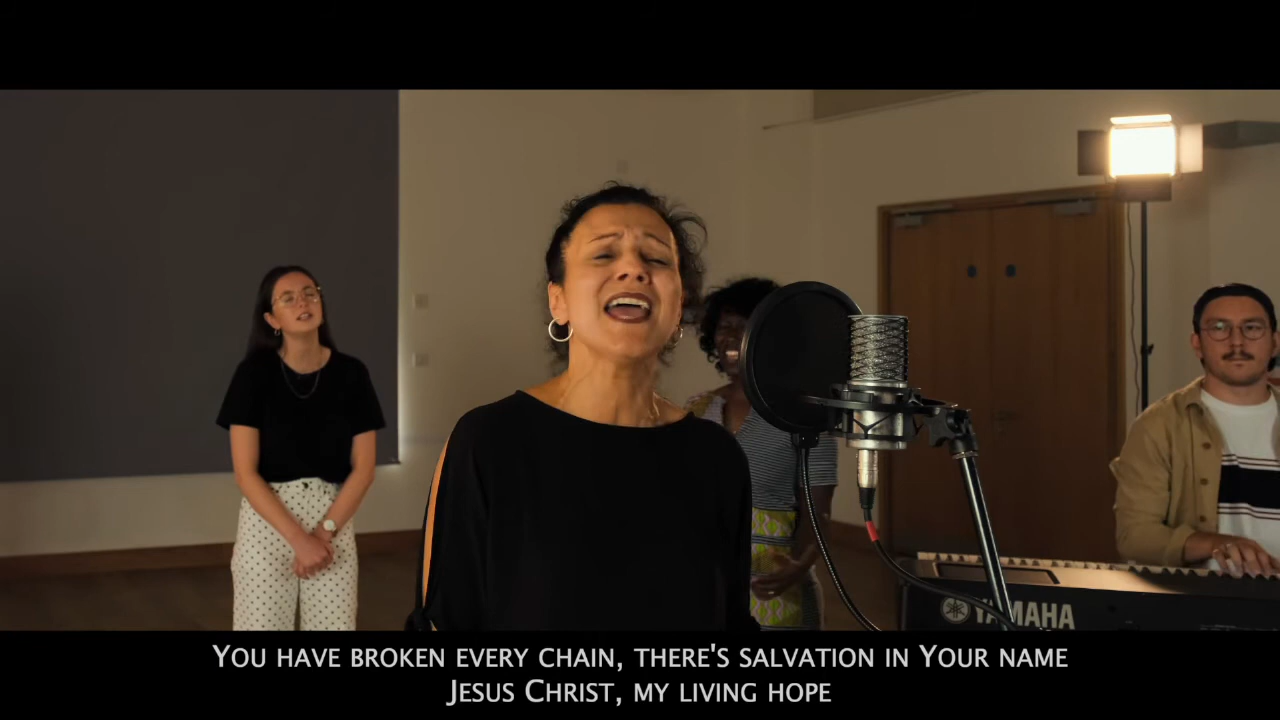 YAMAHA
YOU HAVE BROKEN EVERY CHAIN, THERE'S SALVATION IN YOUR NAME
JESUS CHRIST, MY LIVING HOPE